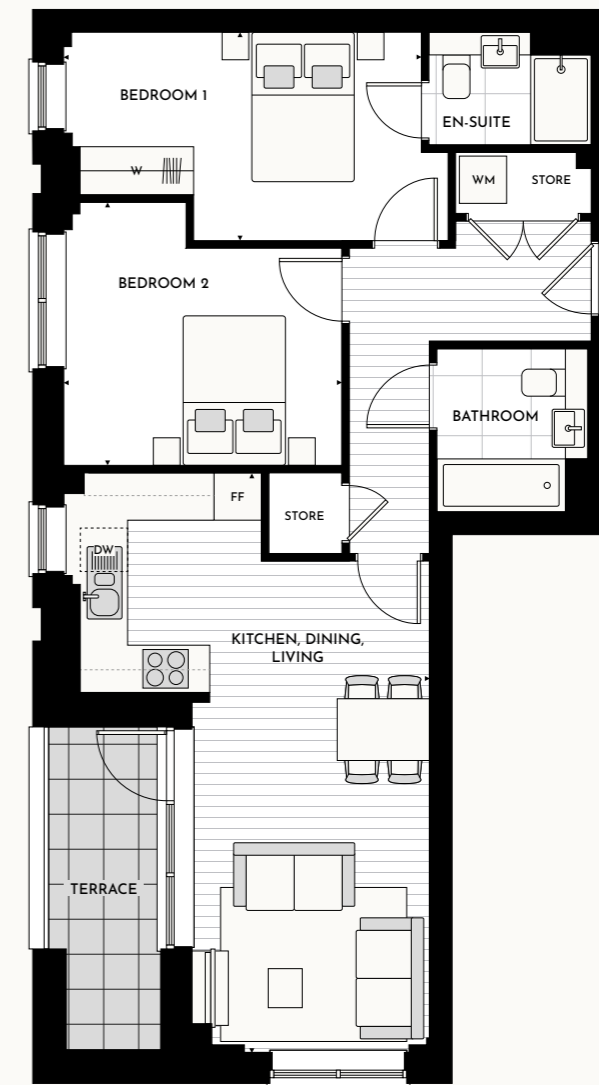 BEDROOM 1
EN-SUITE
W
WM
STORE
BEDROOM 2
BATHROOM
FF
STORE
DW
KITCHEN, DINING,
LIVING
TERRACE